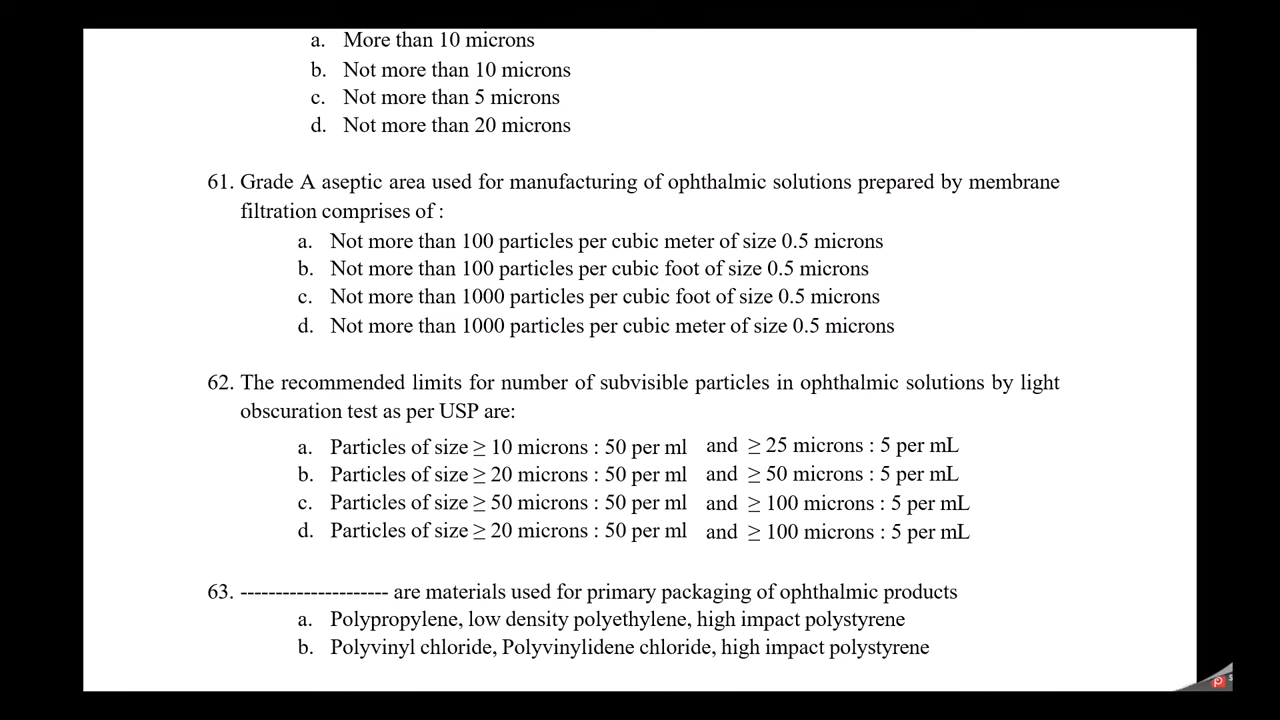 a. More than 10 microns
b. Not more than 10 microns
c. Not more than 5 microns
d. Not more than 20 microns
61. Grade A aseptic area used for manufacturing of ophthalmic solutions prepared by membrane
filtration comprises of :
a. Not more than 100 particles per cubic meter of size 0.5 microns
b. Not more than 100 particles per cubic foot of size 0.5 microns
c. Not more than 1000 particles per cubic foot of size 0.5 microns
d. Not more than 1000 particles per cubic meter of size 0.5 microns
62. The recommended limits for number of subvisible particles in ophthalmic solutions by light
obscuration test as per USP are:
a. Particles of size ≥ 10 microns : 50 per ml and ≥ 25 microns : 5 per mL
b. Particles of size ≥ 20 microns : 50 per ml and ≥ 50 microns : 5 per mL
c. Particles of size ≥ 50 microns : 50 per ml and ≥ 100 microns : 5 per mL
d. Particles of size ≥ 20 microns : 50 per ml and ≥ 100 microns : 5 per mL
63. --------------------- are materials used for primary packaging of ophthalmic products
a. Polypropylene, low density polyethylene, high impact polystyrene
b. Polyvinyl chloride, Polyvinylidene chloride, high impact polystyrene